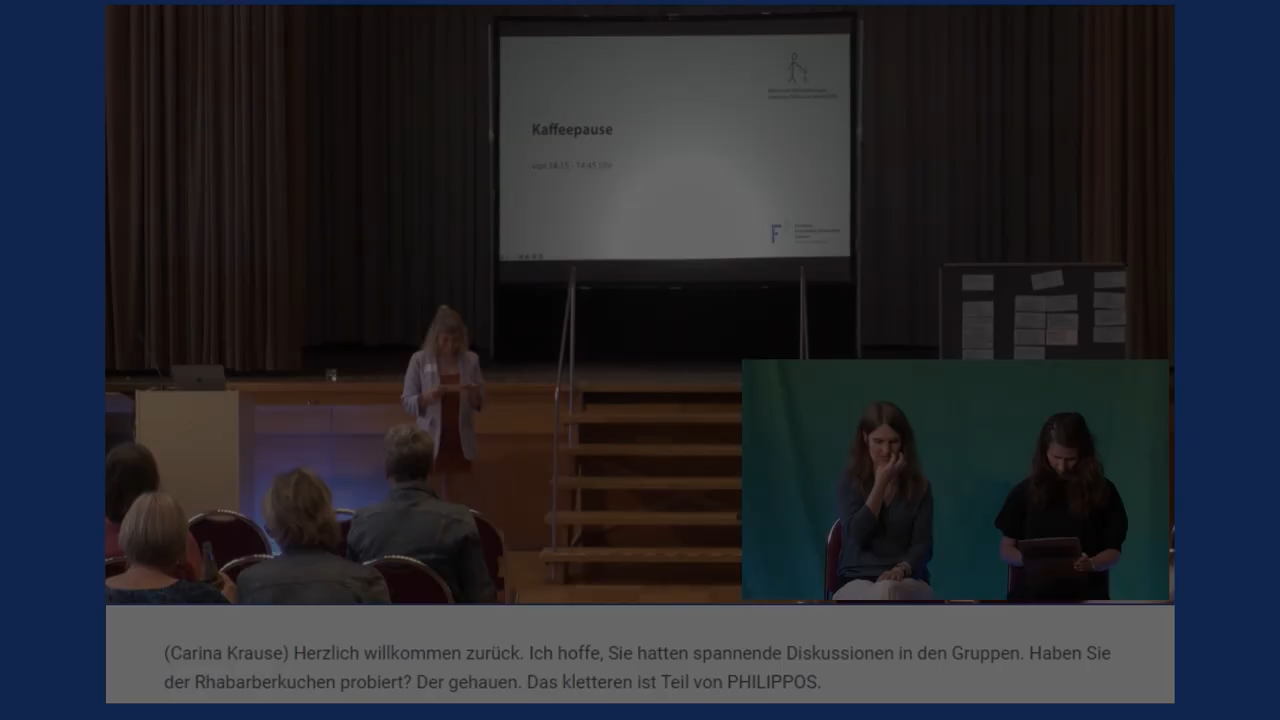 Kaffeepause
(Carina Krause) Herzlich willkommen zurück. Ich hoffe, Sie hatten spannende Diskussionen in den Gruppen. Haben Sie
der Rhabarberkuchen probiert? Der gehauen. Das kletteren ist Teil von PHILIPPOS.